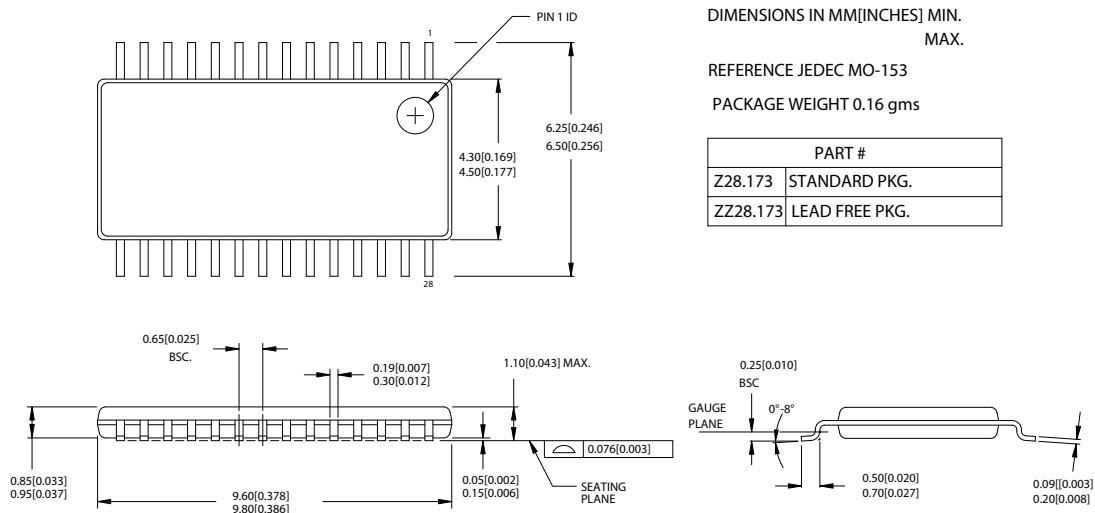 PIN 1 ID
1
DIMENSIONS IN MM[INCHES] MIN.
MAX.
REFERENCE JEDEC MO-153
PACKAGE WEIGHT 0.16 gms
6.25[0.246]
6.50[0.256]
4.30[0.169]
4.50[0.177]
PART #
Z28.173 STANDARD PKG.
ZZ28.173 LEAD FREE PKG.
28
0.65[0.025]
BSC.
0.19[0.007]
0.30[0.012]
1.10[0.043] MAX.
0.25[0.010]
BSC
GAUGE
PLANE
0°-8°
0.076[0.003]
0.85[0.033]
0.95[0.037]
9.60[0.378]
9.80[0.386]
0.05[0.002]
0.15[0.006]
SEATING
PLANE
0.50[0.020]
0.70[0.027]
0.09[[0.003]
0.20[0.008]